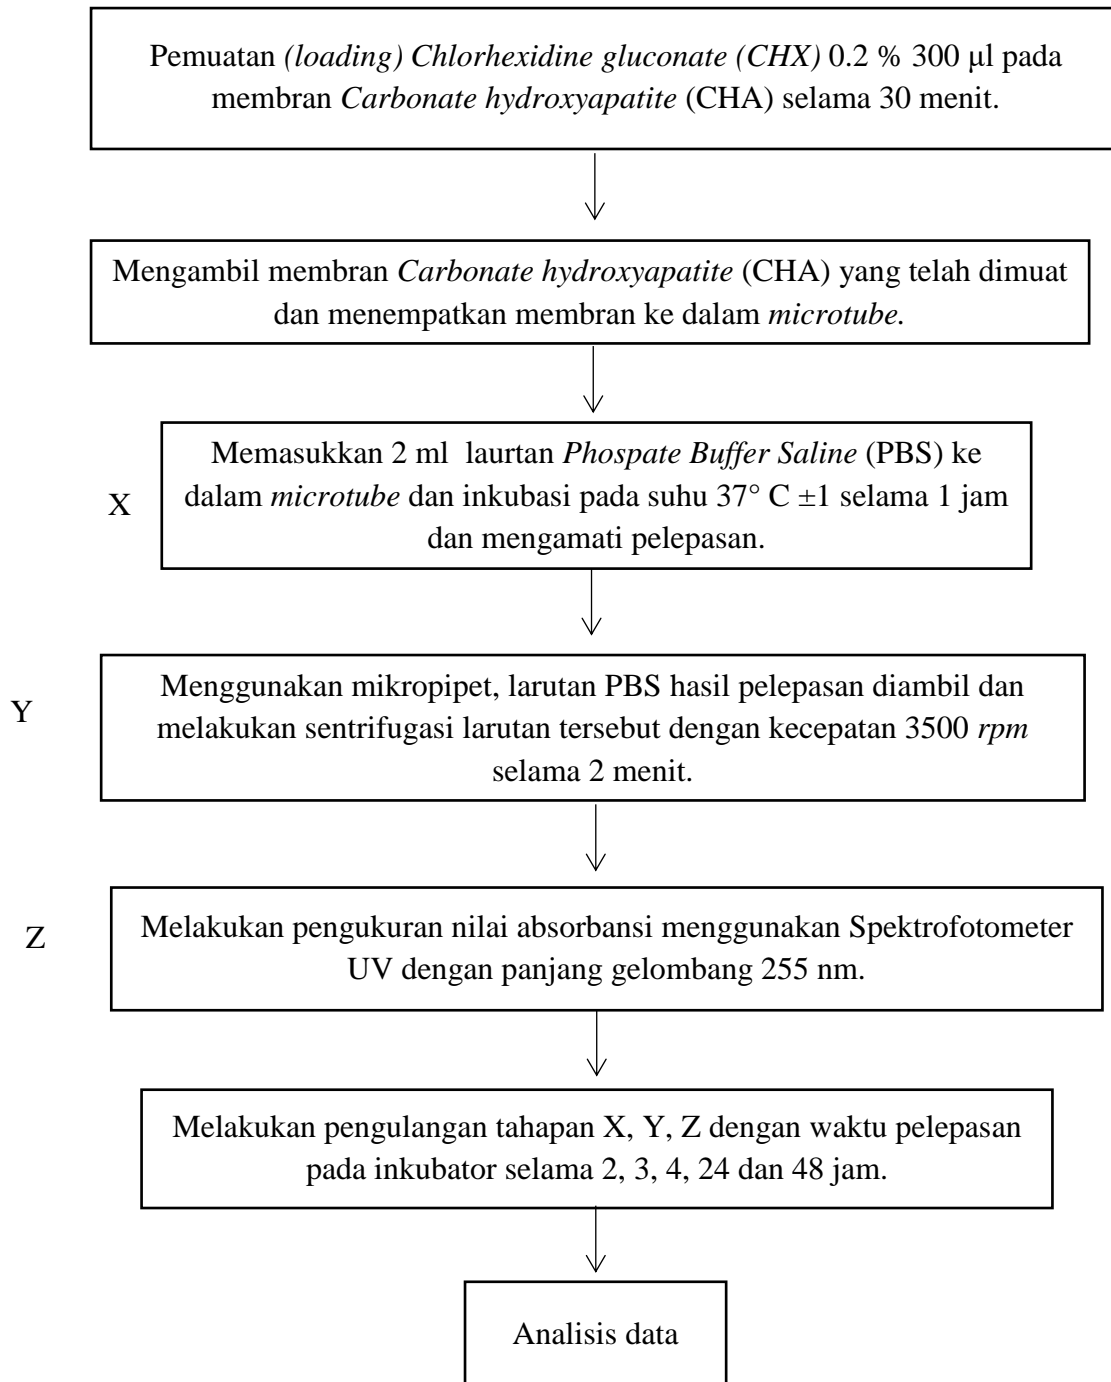 Pemuatan (loading) Chlorhexidine gluconate (CHX) 0.2 % 300 µl pada
membran Carbonate hydroxyapatite (CHA) selama 30 menit.
Mengambil membran Carbonate hydroxyapatite (CHA) yang telah dimuat
dan menempatkan membran ke dalam microtube.
X
Memasukkan 2 ml laurtan Phospate Buffer Saline (PBS) ke
dalam microtube dan inkubasi pada suhu 37° C ±1 selama 1 jam
dan mengamati pelepasan.
Y
Menggunakan mikropipet, larutan PBS hasil pelepasan diambil dan
melakukan sentrifugasi larutan tersebut dengan kecepatan 3500 rpm
selama 2 menit.
Z
Melakukan pengukuran nilai absorbansi menggunakan Spektrofotometer
UV dengan panjang gelombang 255 nm.
Melakukan pengulangan tahapan X, Y, Z dengan waktu pelepasan
pada inkubator selama 2, 3, 4, 24 dan 48 jam.
Analisis data